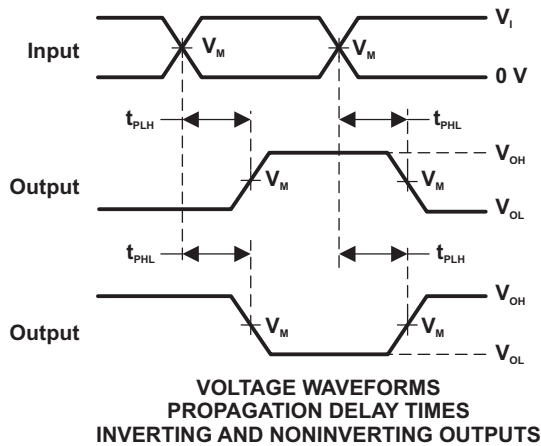 V_I
Input
V_M
V_M
0 V
t_PLH
t_PHL
V_OH
Output
V_M
V_M
V_OL
t_PHL
t_PLH
V_OH
Output
V_M
V_M
V_OL
VOLTAGE WAVEFORMS
PROPAGATION DELAY TIMES
INVERTING AND NONINVERTING OUTPUTS